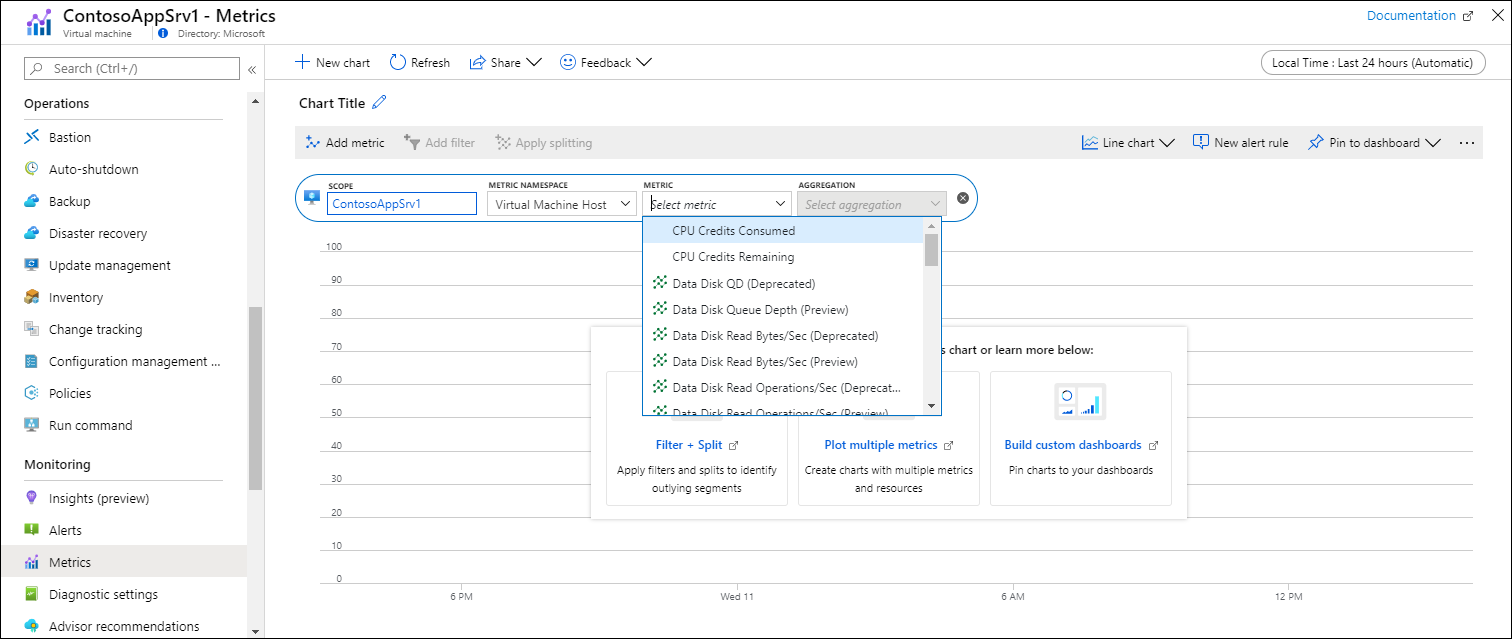 ContosoAppSrv1 - Metrics
Virtual machine
Directory: Microsoft
Documentation
Search (Ctrl+/)
Operations
Bastion
Auto-shutdown
Backup
Disaster recovery
Update management
Inventory
Change tracking
Configuration management ...
Policies
Run command
Monitoring
Insights (preview)
Alerts
Metrics
Diagnostic settings
Advisor recommendations
New chart
Refresh
Share
Feedback
Local Time : Last 24 hours (Automatic)
Chart Title
Add metric
Add filter
Apply splitting
Line chart
New alert rule
Pin to dashboard
SCOPE
ContosoAppSrv1
METRIC NAMESPACE
Virtual Machine Host
METRIC
Select metric
AGGREGATION
Select aggregation
CPU Credits Consumed
CPU Credits Remaining
Data Disk QD (Deprecated)
Data Disk Queue Depth (Preview)
Data Disk Read Bytes/Sec (Deprecated)
Data Disk Read Bytes/Sec (Preview)
Data Disk Read Operations/Sec (Deprecat...
Data Disk Read Operations/Sec (Preview)
100
90
80
70
60
50
40
30
20
10
0
6 PM
Wed 11
6 AM
12 PM
s chart or learn more below:
Filter + Split
Apply filters and splits to identify
outlying segments
Plot multiple metrics
Create charts with multiple metrics
and resources
Build custom dashboards
Pin charts to your dashboards